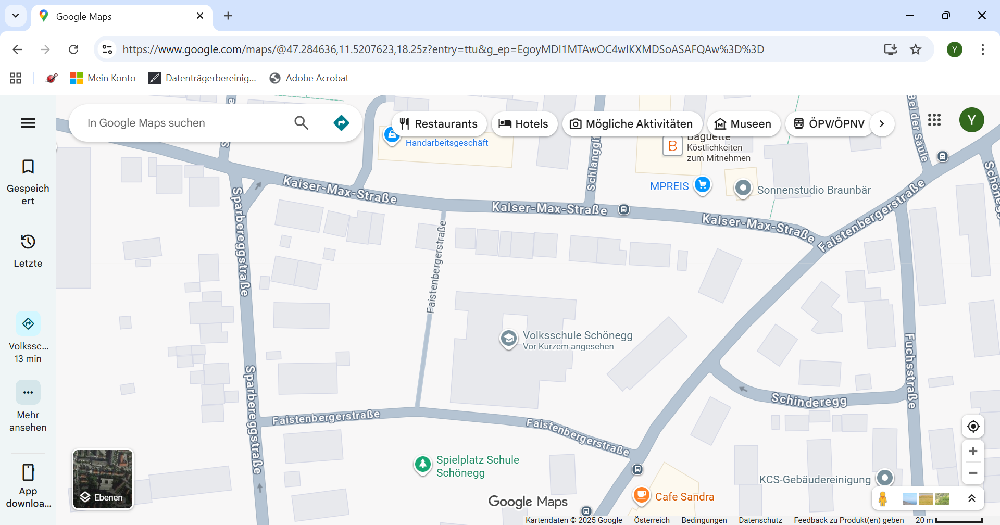 Google Maps
https://www.google.com/maps/@47.284636,11.5207623,18.25z?entry=ttu&g_ep=EgoyMDI1MTAwOC4wIKXMDSoASAFQAw%3D%3D
Y
Mein Konto
Datenträgerbereinig...
Adobe Acrobat
In Google Maps suchen
Restaurants
Hotels
Mögliche Aktivitäten
Museen
ÖPV/ÖPNV
Y
Gespeich
ert
Letzte
Volkssc...
13 min
Mehr
ansehen
App
downloa...
Handarbeitsgeschäft
Baguette
Köstlichkeiten
zum Mitnehmen
Bei der Säule
Schlanggl
MPREIS
Sonnenstudio Braunbär
Kaiser-Max-Straße
Kaiser-Max-Straße
Kaiser-Max-Straße
Faistenbergerstraße
Sparbereggstraße
Faistenbergerstraße
Volksschule Schönegg
Vor Kurzem angesehen
Fuchsstraße
Sparbereggstraße
Schinderegg
Faistenbergerstraße
Faistenbergerstraße
Spielplatz Schule
Schönegg
KCS-Gebäudereinigung
Cafe Sandra
Ebenen
Google Maps
Kartendaten © 2025 Google
Österreich
Bedingungen
Datenschutz
Feedback zu Produkt(en) geben
20 m